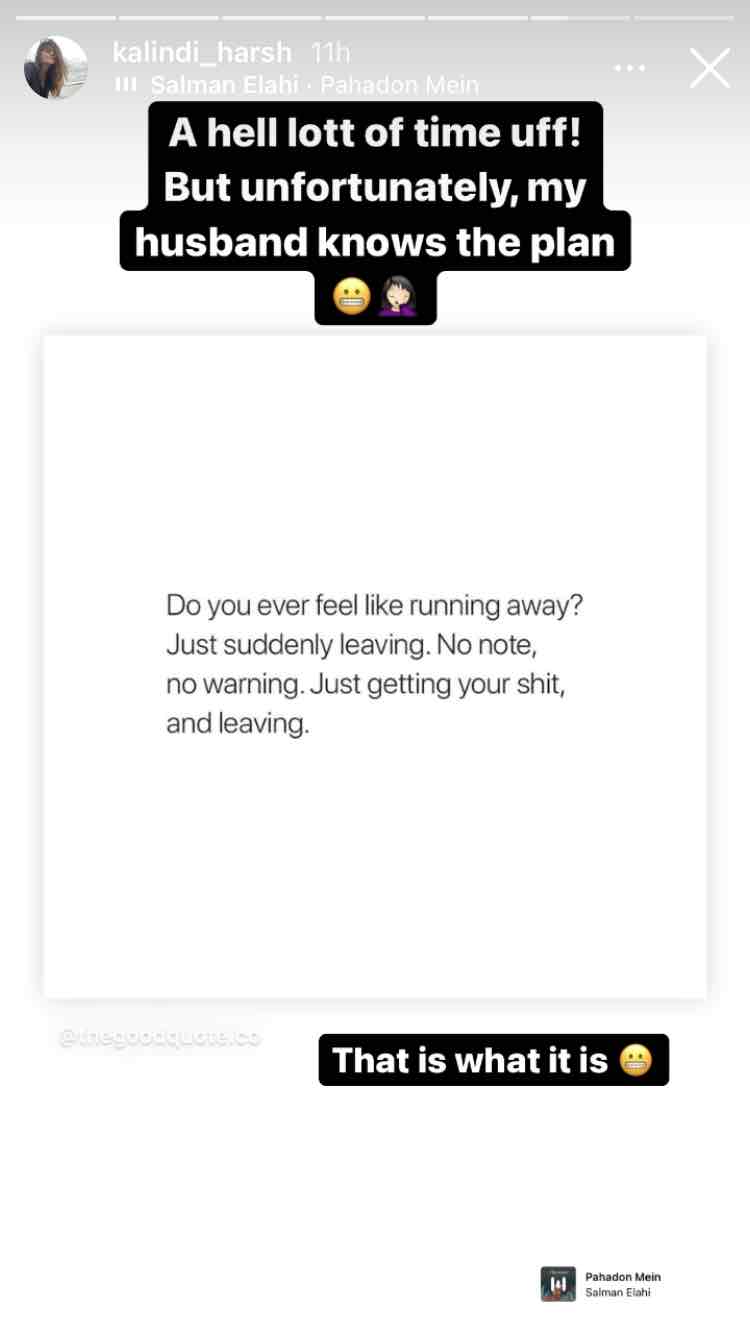 kalindi_harsh 11h
Salman Elahi · Pahadon Mein
A hell lott of time uff!
But unfortunately, my
husband knows the plan
😬🤦🏻‍♀️
Do you ever feel like running away?
Just suddenly leaving. No note,
no warning. Just getting your shit,
and leaving.
@thegoodquote.co
That is what it is 😬
Pahadon Mein
Salman Elahi